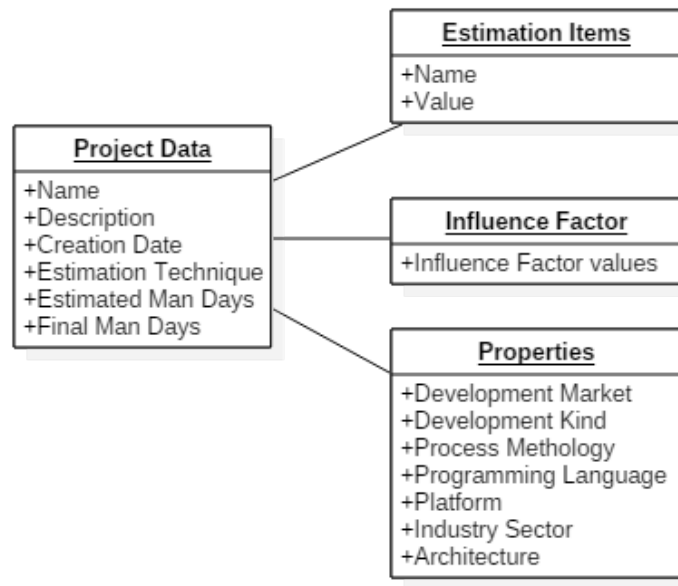 Estimation Items
+Name
+Value
Project Data
+Name
+Description
+Creation Date
+Estimation Technique
+Estimated Man Days
+Final Man Days
Influence Factor
+Influence Factor values
Properties
+Development Market
+Development Kind
+Process Methology
+Programming Language
+Platform
+Industry Sector
+Architecture